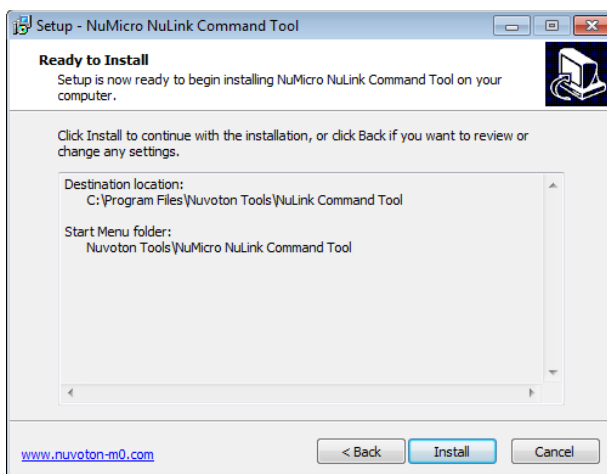 Setup - NuMicro NuLink Command Tool
Ready to Install
Setup is now ready to begin installing NuMicro NuLink Command Tool on your
computer.
Click Install to continue with the installation, or click Back if you want to review or
change any settings.
Destination location:
C:\Program Files\Nuvoton Tools\NuLink Command Tool
Start Menu folder:
Nuvoton Tools\NuMicro NuLink Command Tool
www.nuvoton-m0.com
< Back
Install
Cancel